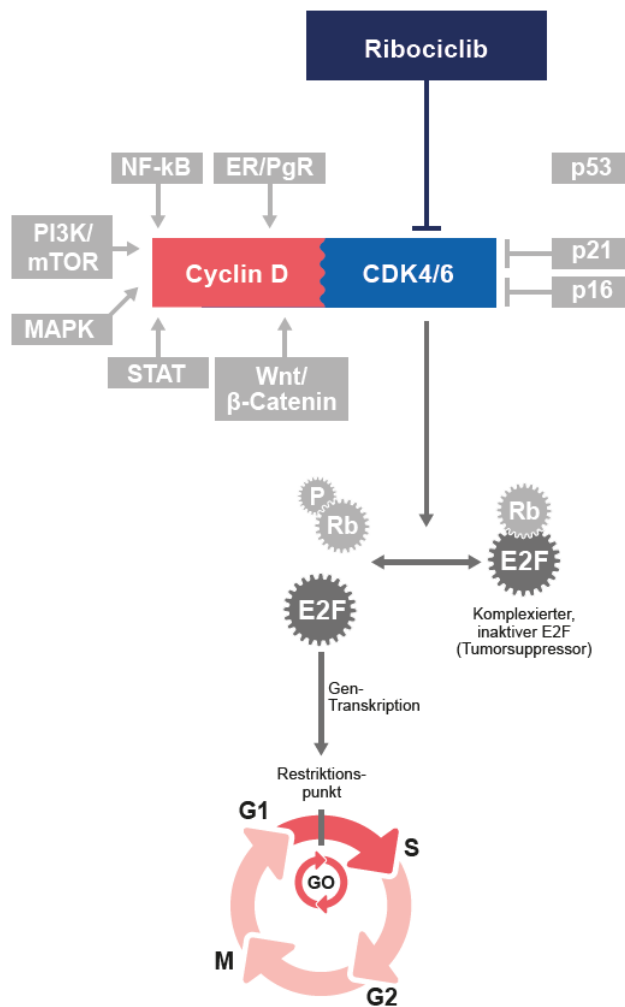 Ribociclib
NF-kB
ER/PgR
p53
PI3K/
mTOR
Cyclin D
CDK4/6
p21
p16
MAPK
STAT
Wnt/
β-Catenin
P
Rb
Rb
E2F
E2F
Komplexierter,
inaktiver E2F
(Tumorsuppressor)
Gen-
Transkription
Restriktions-
punkt
G1
S
GO
M
G2